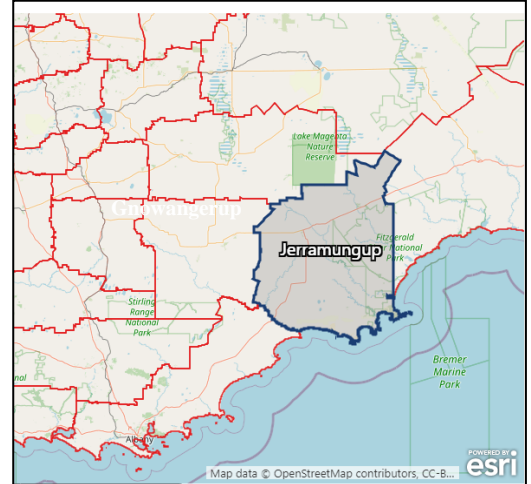 Lake Magenta
Nature
Reserve
Gnowangerup
Jerramungup
Fitzgerald
National
Park
Stirling
Range
National
Park
Bremer
Marine
Park
Albany
nal
Map data © OpenStreetMap contributors, CC-B...
POWERED BY
esri